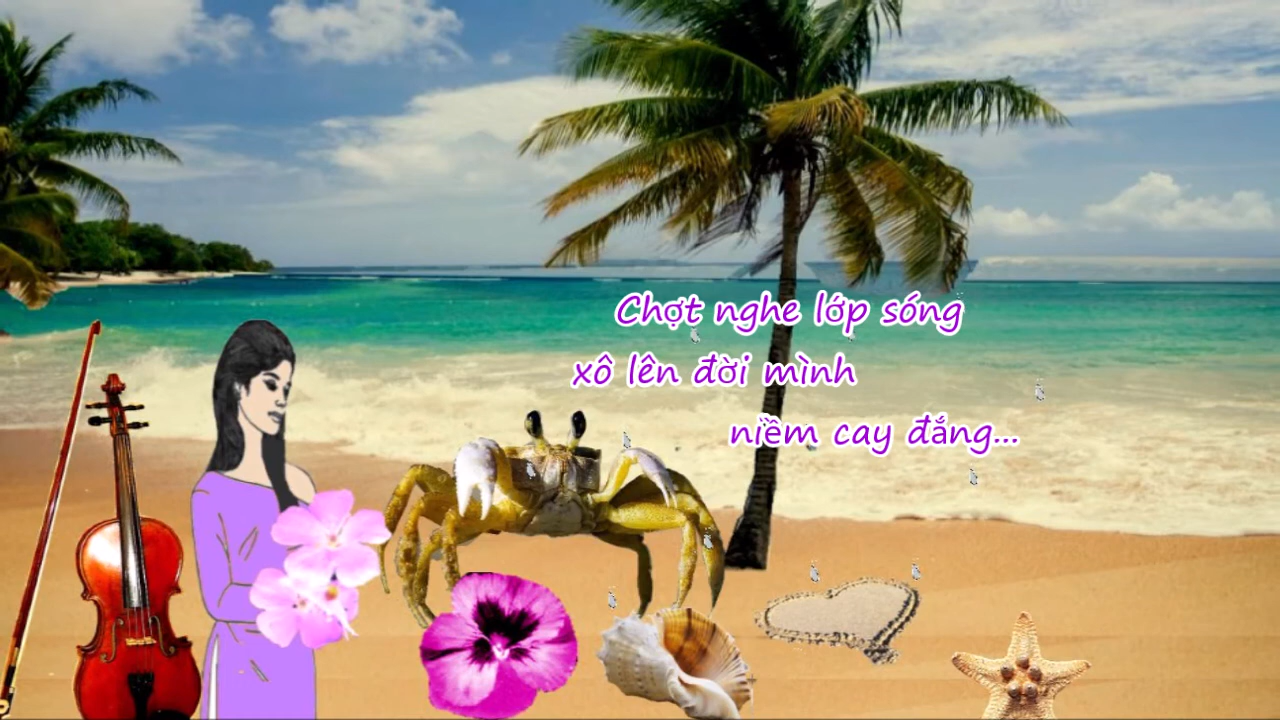 Chợt nghe lớp sóng
xô lên đời mình
niềm cay đắng...